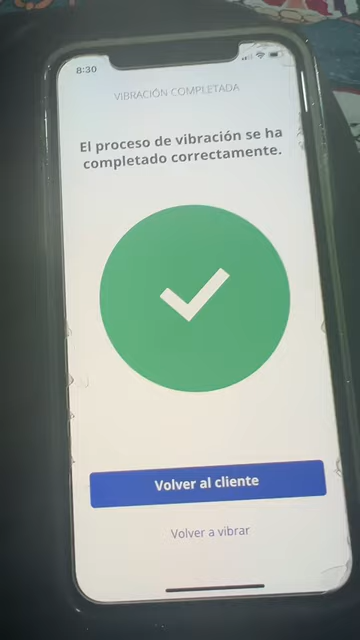 8:30
VIBRACIÓN COMPLETADA
El proceso de vibración se ha
completado correctamente.
Volver al cliente
Volver a vibrar